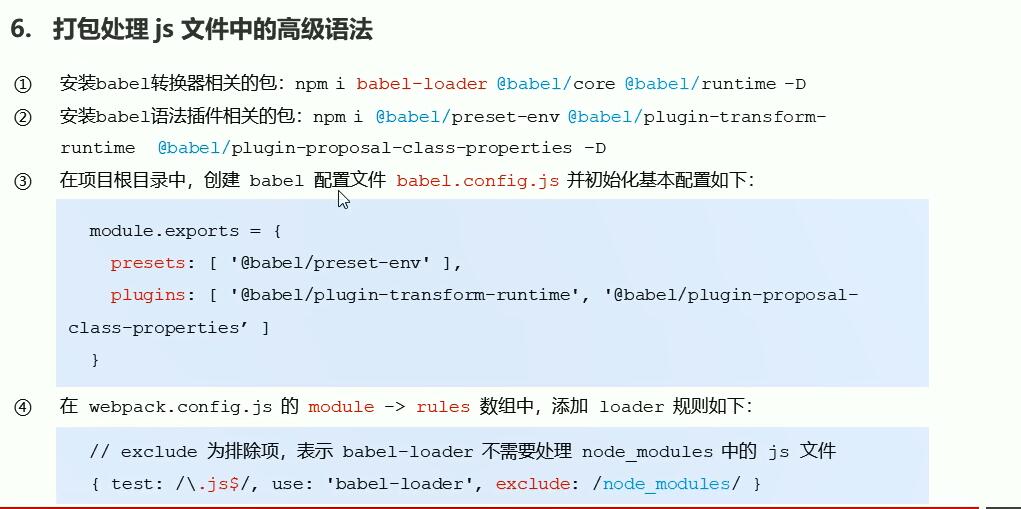 6. 打包处理 js 文件中的高级语法
① 安装babel转换器相关的包：npm i babel-loader @babel/core @babel/runtime -D
② 安装babel语法插件相关的包：npm i @babel/preset-env @babel/plugin-transform-
runtime @babel/plugin-proposal-class-properties –D
③ 在项目根目录中，创建 babel 配置文件 babel.config.js 并初始化基本配置如下：
module.exports = {
presets: [ '@babel/preset-env' ],
plugins: [ '@babel/plugin-transform-runtime', '@babel/plugin-proposal-
class-properties’ ]
}
④ 在 webpack.config.js 的 module -> rules 数组中，添加 loader 规则如下：
// exclude 为排除项，表示 babel-loader 不需要处理 node_modules 中的 js 文件
{ test: /\.js$/, use: 'babel-loader', exclude: /node_modules/ }